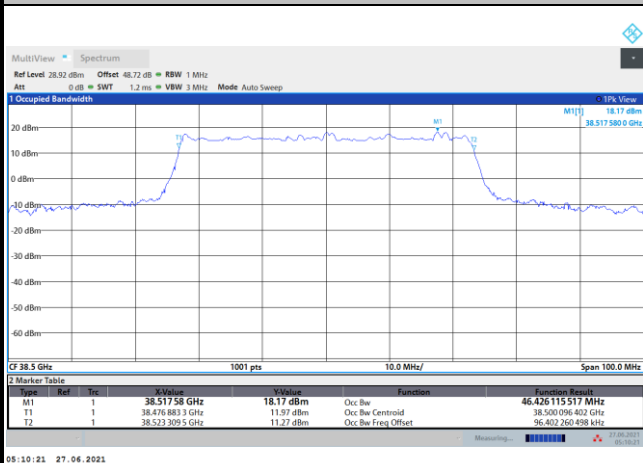 MultiView Spectrum
Ref Level 28.92 dBm Offset 48.72 dB RBW 1 MHz
Att 0 dB SWT 1.2 ms VBW 3 MHz Mode Auto Sweep
1 Occupied Bandwidth 1Pk View
M1[1] 18.17 dBm
38.517 580 0 GHz
M1
20 dBm
T1 T2
10 dBm
0 dBm
-10 dBm
-20 dBm
-30 dBm
-40 dBm
-50 dBm
-60 dBm
CF 38.5 GHz 1001 pts 10.0 MHz/ Span 100.0 MHz
2 Marker Table
Type Ref Trc X-Value Y-Value Function Function Result
M1 1 38.517 58 GHz 18.17 dBm Occ Bw 46.426 115 517 MHz
T1 1 38.476 883 3 GHz 11.97 dBm Occ Bw Centroid 38.500 096 402 GHz
T2 1 38.523 309 5 GHz 11.27 dBm Occ Bw Freq Offset 96.402 260 498 kHz
Measuring... 27.06.2021
05:10:21
05:10:21 27.06.2021